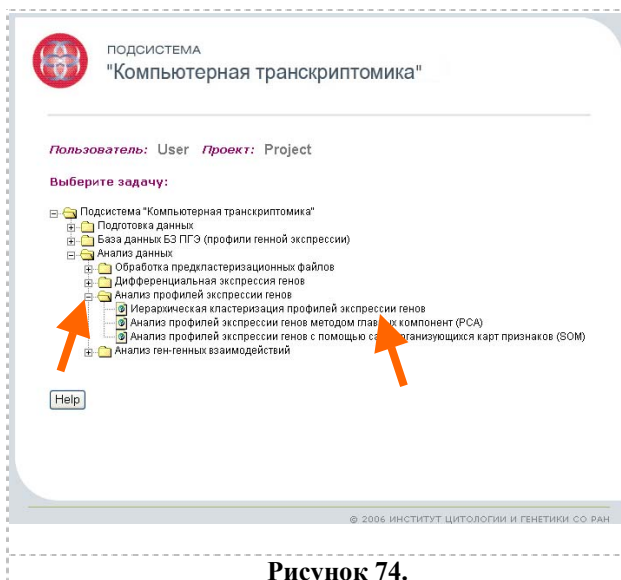 ПОДСИСТЕМА
"Компьютерная транскриптомика"
Пользователь: User Проект: Project
Выберите задачу:
Подсистема "Компьютерная транскриптомика"
Подготовка данных
База данных БЗ ПГЭ (профили генной экспрессии)
Анализ данных
Обработка предкластеризационных файлов
Дифференциальная экспрессия генов
Анализ профилей экспрессии генов
Иерархическая кластеризация профилей экспрессии генов
Анализ профилей экспрессии генов методом главных компонент (PCA)
Анализ профилей экспрессии генов с помощью самоорганизующихся карт признаков (SOM)
Анализ ген-генных взаимодействий
Help
© 2006 ИНСТИТУТ ЦИТОЛОГИИ И ГЕНЕТИКИ СО РАН
Рисунок 74.